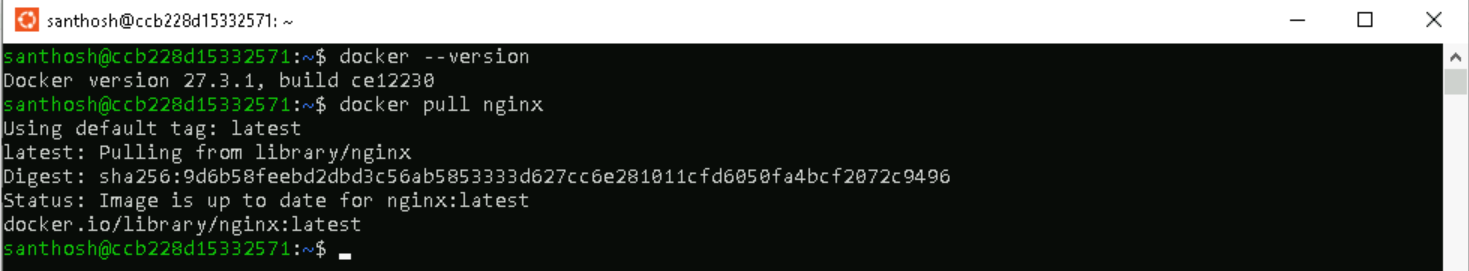 santhosh@ccb228d15332571: ~
santhosh@ccb228d15332571:~$ docker --version
Docker version 27.3.1, build ce12230
santhosh@ccb228d15332571:~$ docker pull nginx
Using default tag: latest
latest: Pulling from library/nginx
Digest: sha256:9d6b58feebd2dbd3c56ab5853333d627cc6e281011cfd6050fa4bcf2072c9496
Status: Image is up to date for nginx:latest
docker.io/library/nginx:latest
santhosh@ccb228d15332571:~$